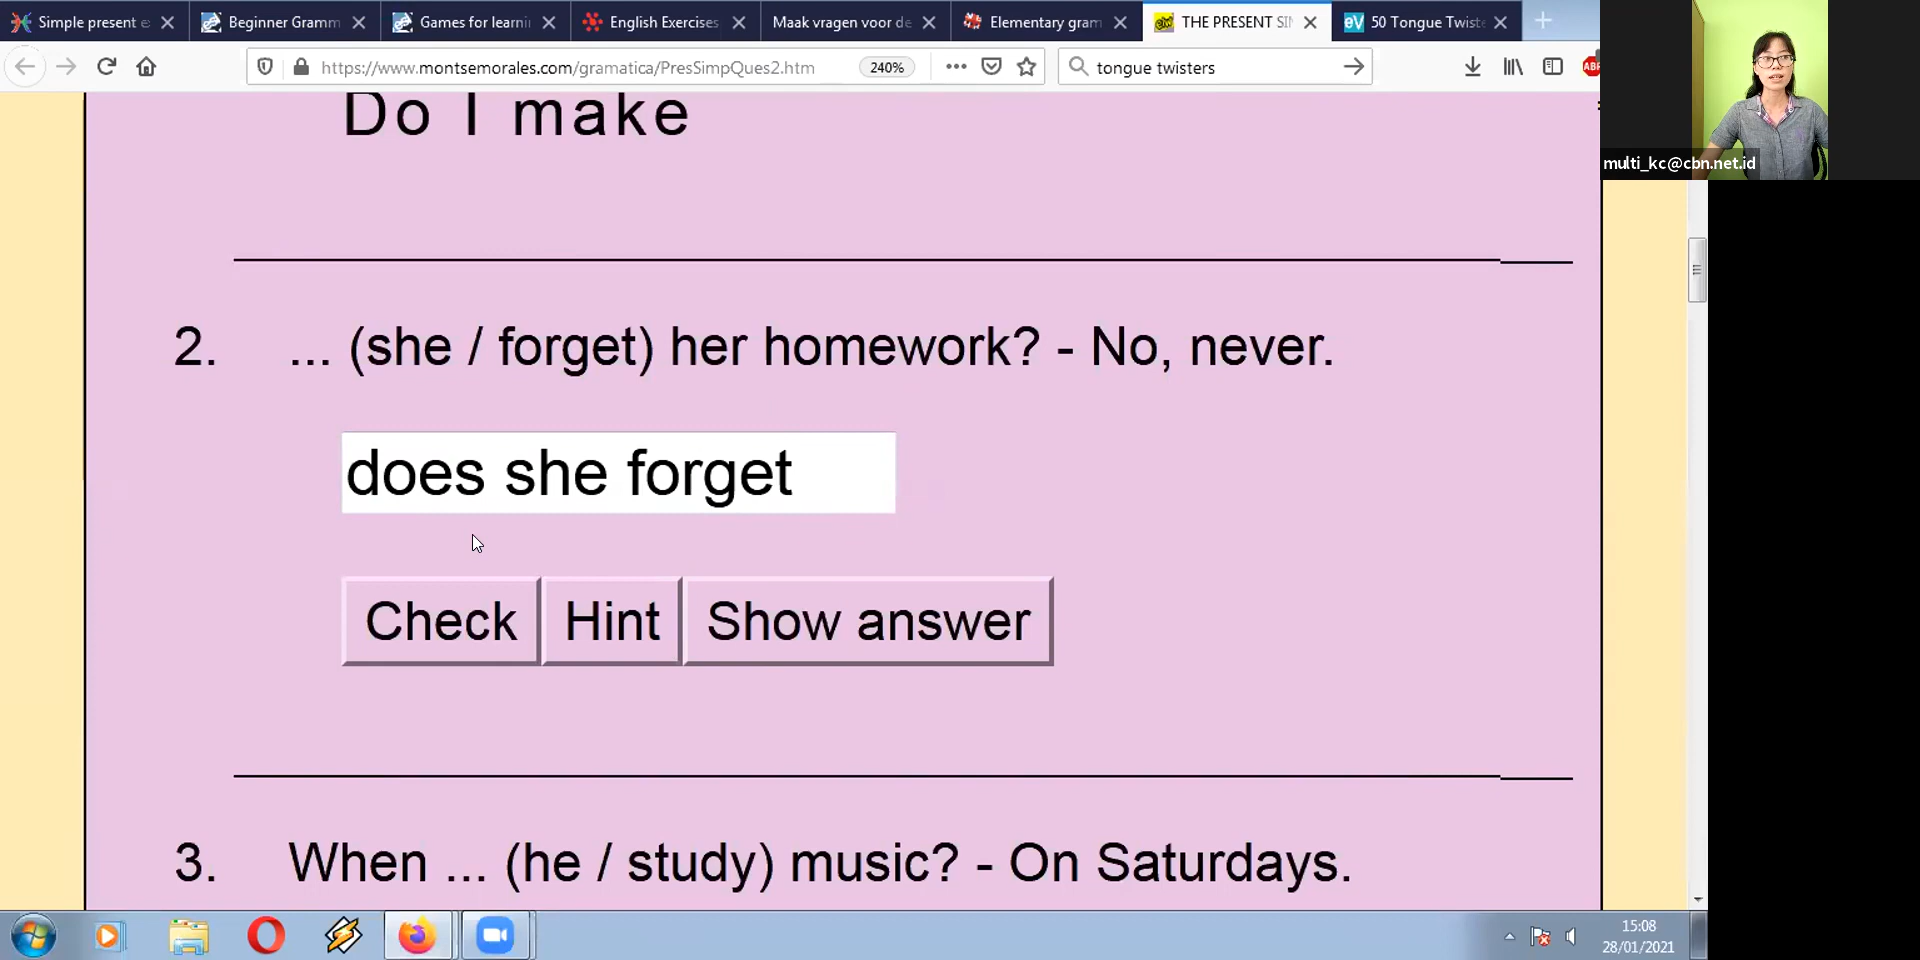 Simple present e
Beginner Gramm
Games for learni
English Exercises
Maak vragen voor de
Elementary gram
THE PRESENT SI
50 Tongue Twist
https://www.montsemorales.com/gramatica/PresSimpQues2.htm
240%
tongue twisters
ABP
multi_kc@cbn.net.id
Do I make
2. ... (she / forget) her homework? - No, never.
does she forget
Check
Hint
Show answer
3. When ... (he / study) music? - On Saturdays.
15:08
28/01/2021